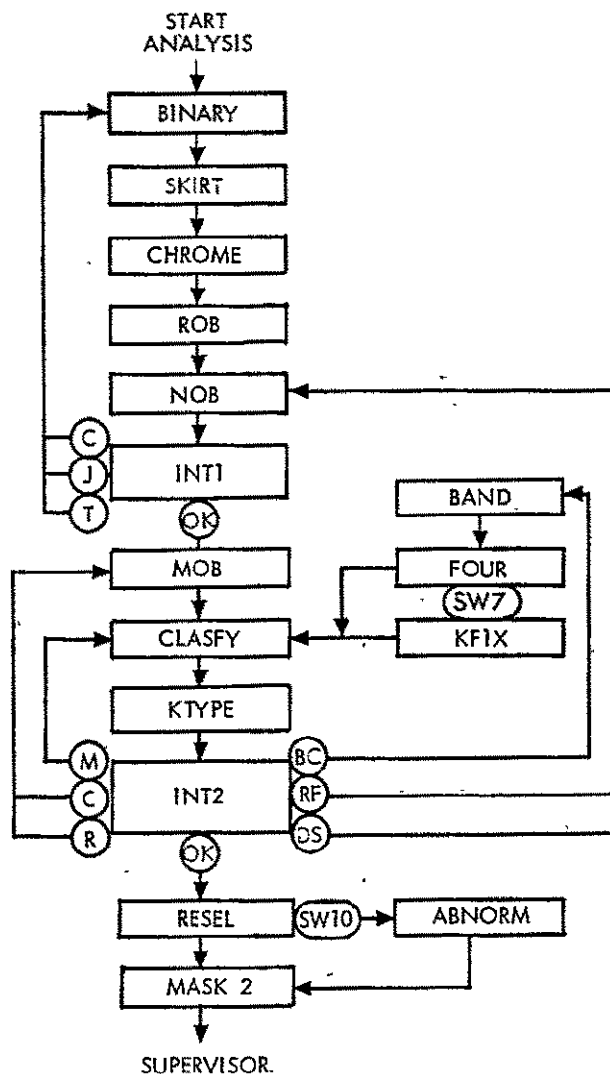 START
ANALYSIS
BINARY
SKIRT
CHROME
ROB
NOB
C
J
INT1
T
OK
BAND
MOB
FOUR
SW7
CLASFY
KF1X
KTYPE
M
BC
C
INT2
RF
R
DS
OK
RESEL
SW10
ABNORM
MASK 2
SUPERVISOR.